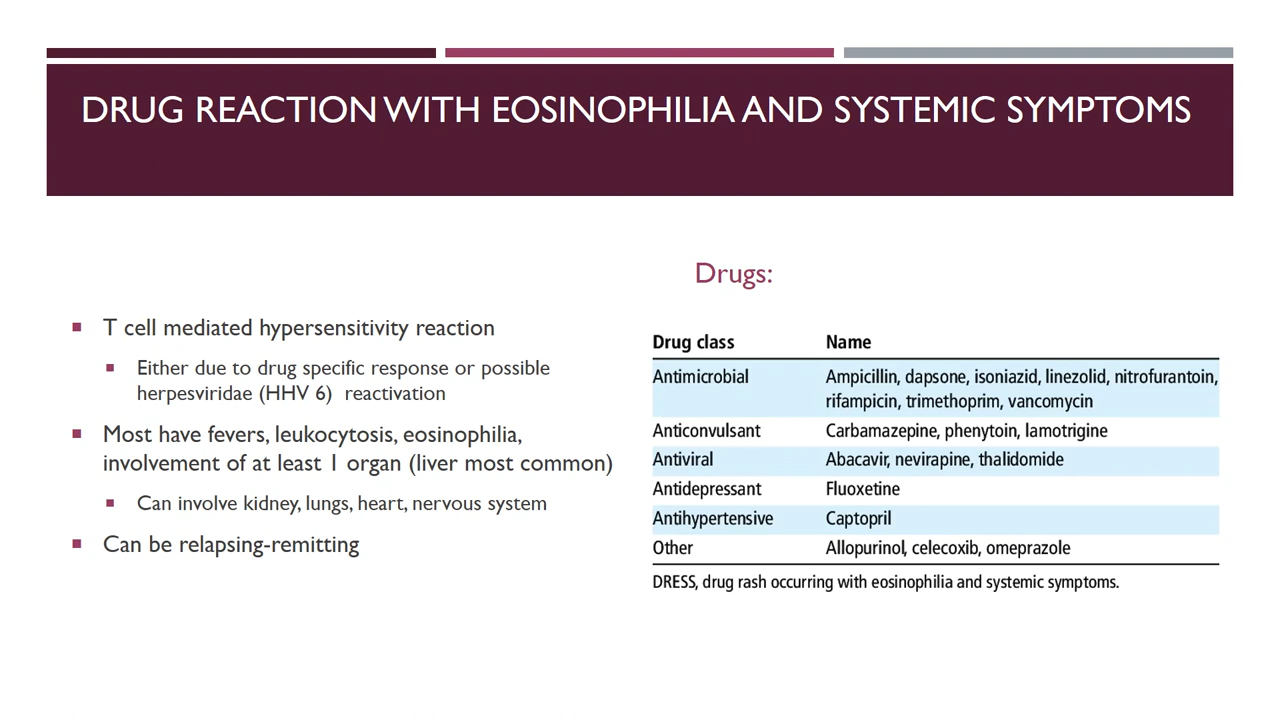 DRUG REACTION WITH EOSINOPHILIA AND SYSTEMIC SYMPTOMS
T cell mediated hypersensitivity reaction
Either due to drug specific response or possible
herpesviridae (HHV 6) reactivation
Most have fevers, leukocytosis, eosinophilia,
involvement of at least 1 organ (liver most common)
Can involve kidney, lungs, heart, nervous system
Can be relapsing-remitting
Drugs:
Drug class Name
Antimicrobial Ampicillin, dapsone, isoniazid, linezolid, nitrofurantoin,
rifampicin, trimethoprim, vancomycin
Anticonvulsant Carbamazepine, phenytoin, lamotrigine
Antiviral Abacavir, nevirapine, thalidomide
Antidepressant Fluoxetine
Antihypertensive Captopril
Other Allopurinol, celecoxib, omeprazole
DRESS, drug rash occurring with eosinophilia and systemic symptoms.